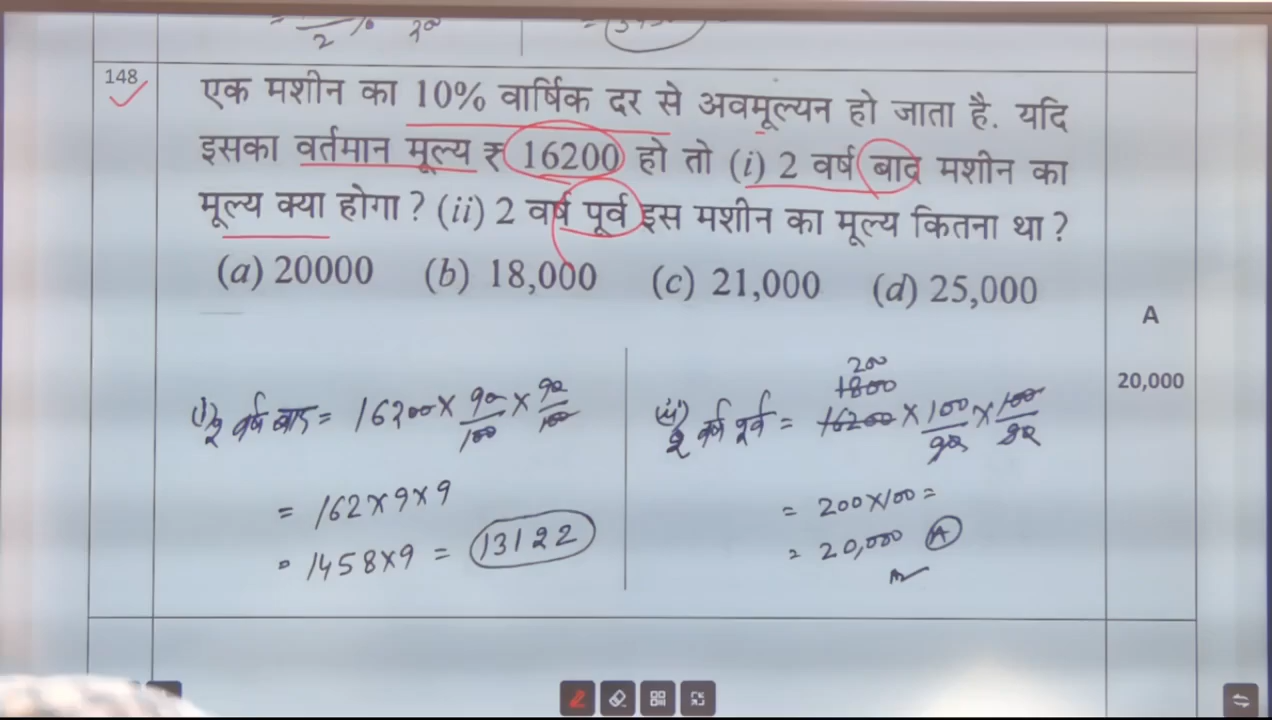 148
एक मशीन का 10% वार्षिक दर से अवमूल्यन हो जाता है. यदि
इसका वर्तमान मूल्य ₹ 16200 हो तो (i) 2 वर्ष बाद मशीन का
मूल्य क्या होगा ? (ii) 2 वर्ष पूर्व इस मशीन का मूल्य कितना था ?
(a) 20000 (b) 18,000 (c) 21,000 (d) 25,000
A
20,000
(i) 2 वर्ष बाद = 16200 × 90/100 × 90/100
= 162×9×9
= 1458×9 = 13122
200
1800
(ii) 2 वर्ष पूर्व = 16200 × 100/90 × 100/90
= 200×100 =
= 20,000 A